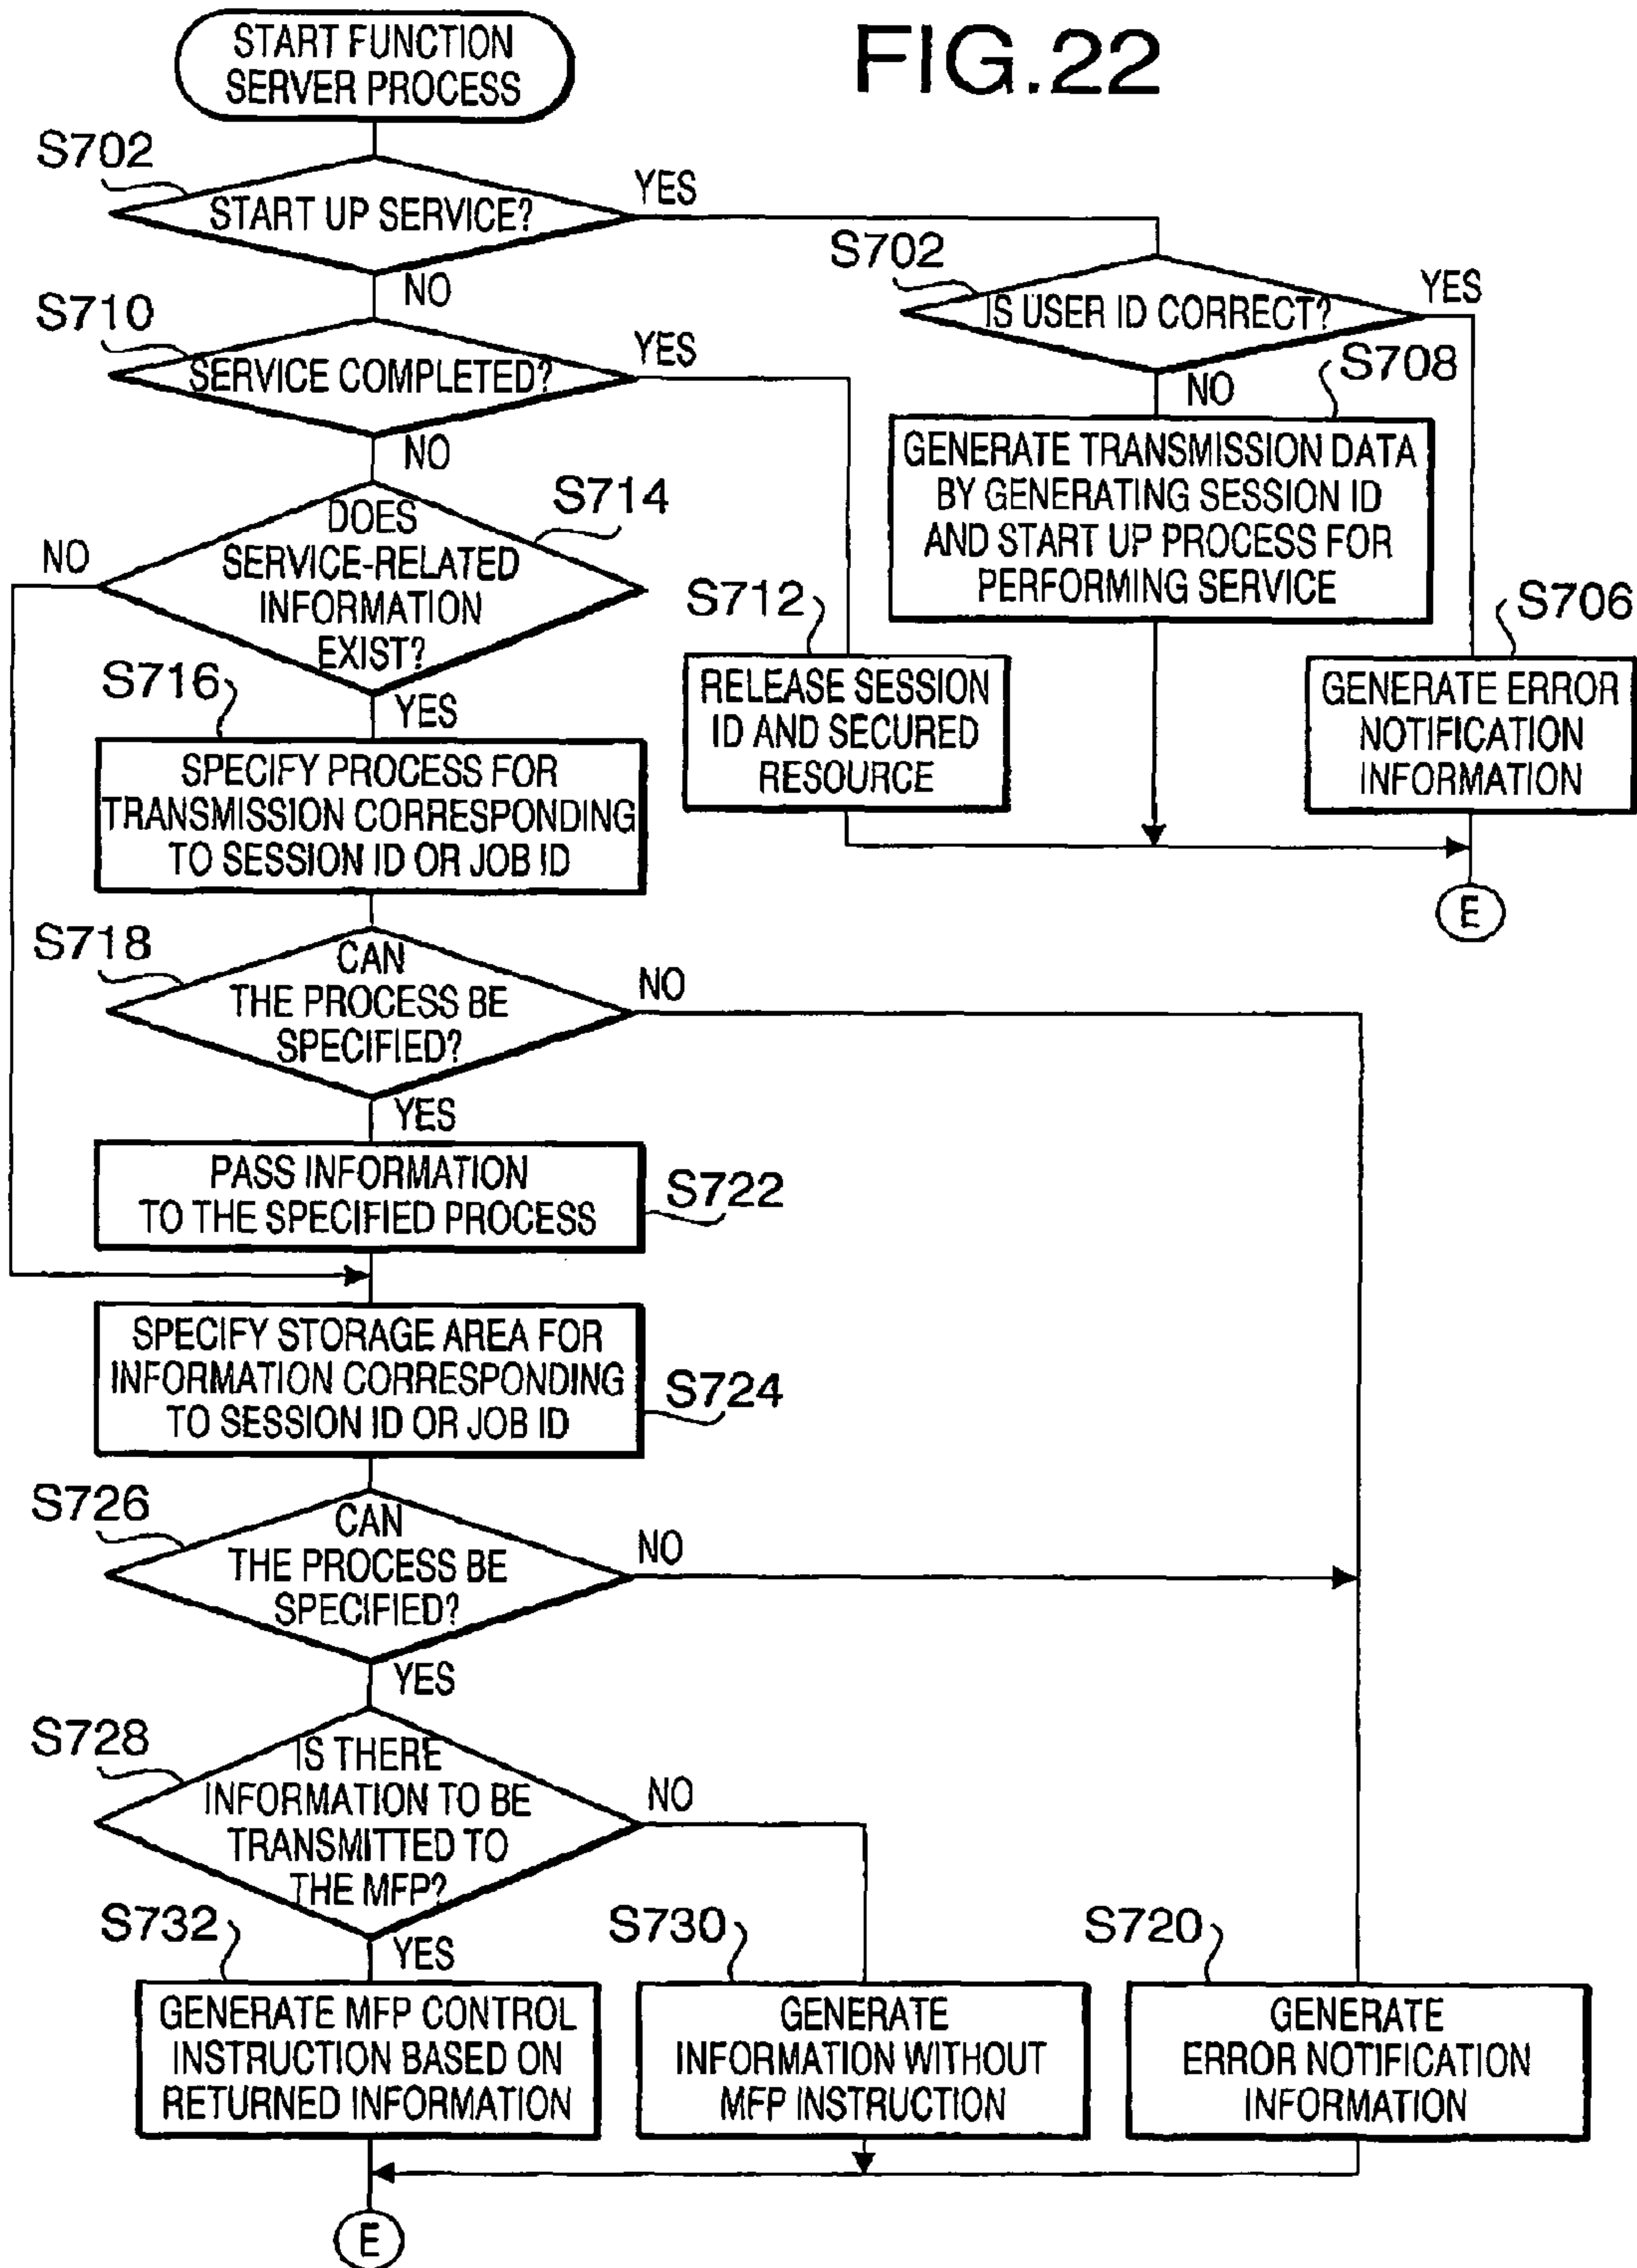 FIG.22
START FUNCTION
SERVER PROCESS
S702
START UP SERVICE?
YES
NO
S702
IS USER ID CORRECT?
YES
NO
S710
SERVICE COMPLETED?
YES
NO
S708
GENERATE TRANSMISSION DATA
BY GENERATING SESSION ID
AND START UP PROCESS FOR
PERFORMING SERVICE
S714
DOES
SERVICE-RELATED
INFORMATION
EXIST?
NO
YES
S712
RELEASE SESSION
ID AND SECURED
RESOURCE
S706
GENERATE ERROR
NOTIFICATION
INFORMATION
E
S716
SPECIFY PROCESS FOR
TRANSMISSION CORRESPONDING
TO SESSION ID OR JOB ID
S718
CAN
THE PROCESS BE
SPECIFIED?
NO
YES
PASS INFORMATION
TO THE SPECIFIED PROCESS
S722
SPECIFY STORAGE AREA FOR
INFORMATION CORRESPONDING
TO SESSION ID OR JOB ID
S724
S726
CAN
THE PROCESS BE
SPECIFIED?
NO
YES
S728
IS THERE
INFORMATION TO BE
TRANSMITTED TO
THE MFP?
NO
YES
S732
GENERATE MFP CONTROL
INSTRUCTION BASED ON
RETURNED INFORMATION
S730
GENERATE
INFORMATION WITHOUT
MFP INSTRUCTION
S720
GENERATE
ERROR NOTIFICATION
INFORMATION
E